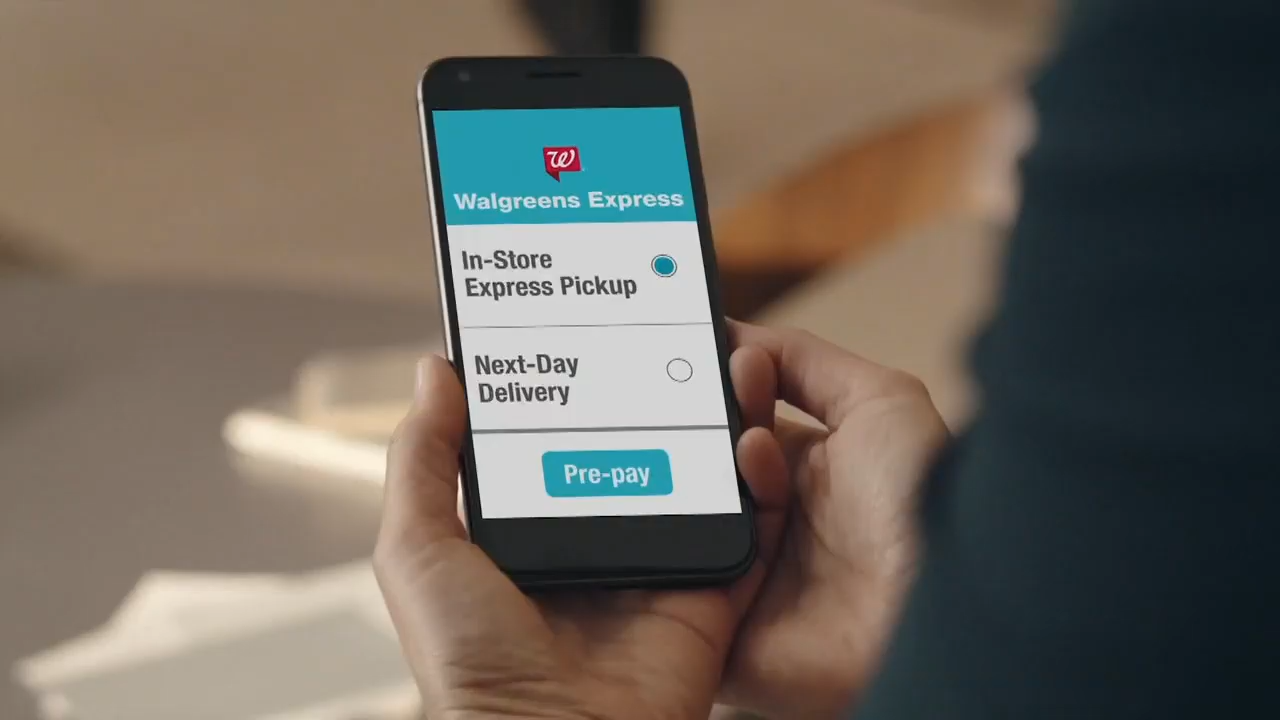 W
Walgreens Express
In-Store
Express Pickup
Next-Day
Delivery
Pre-pay